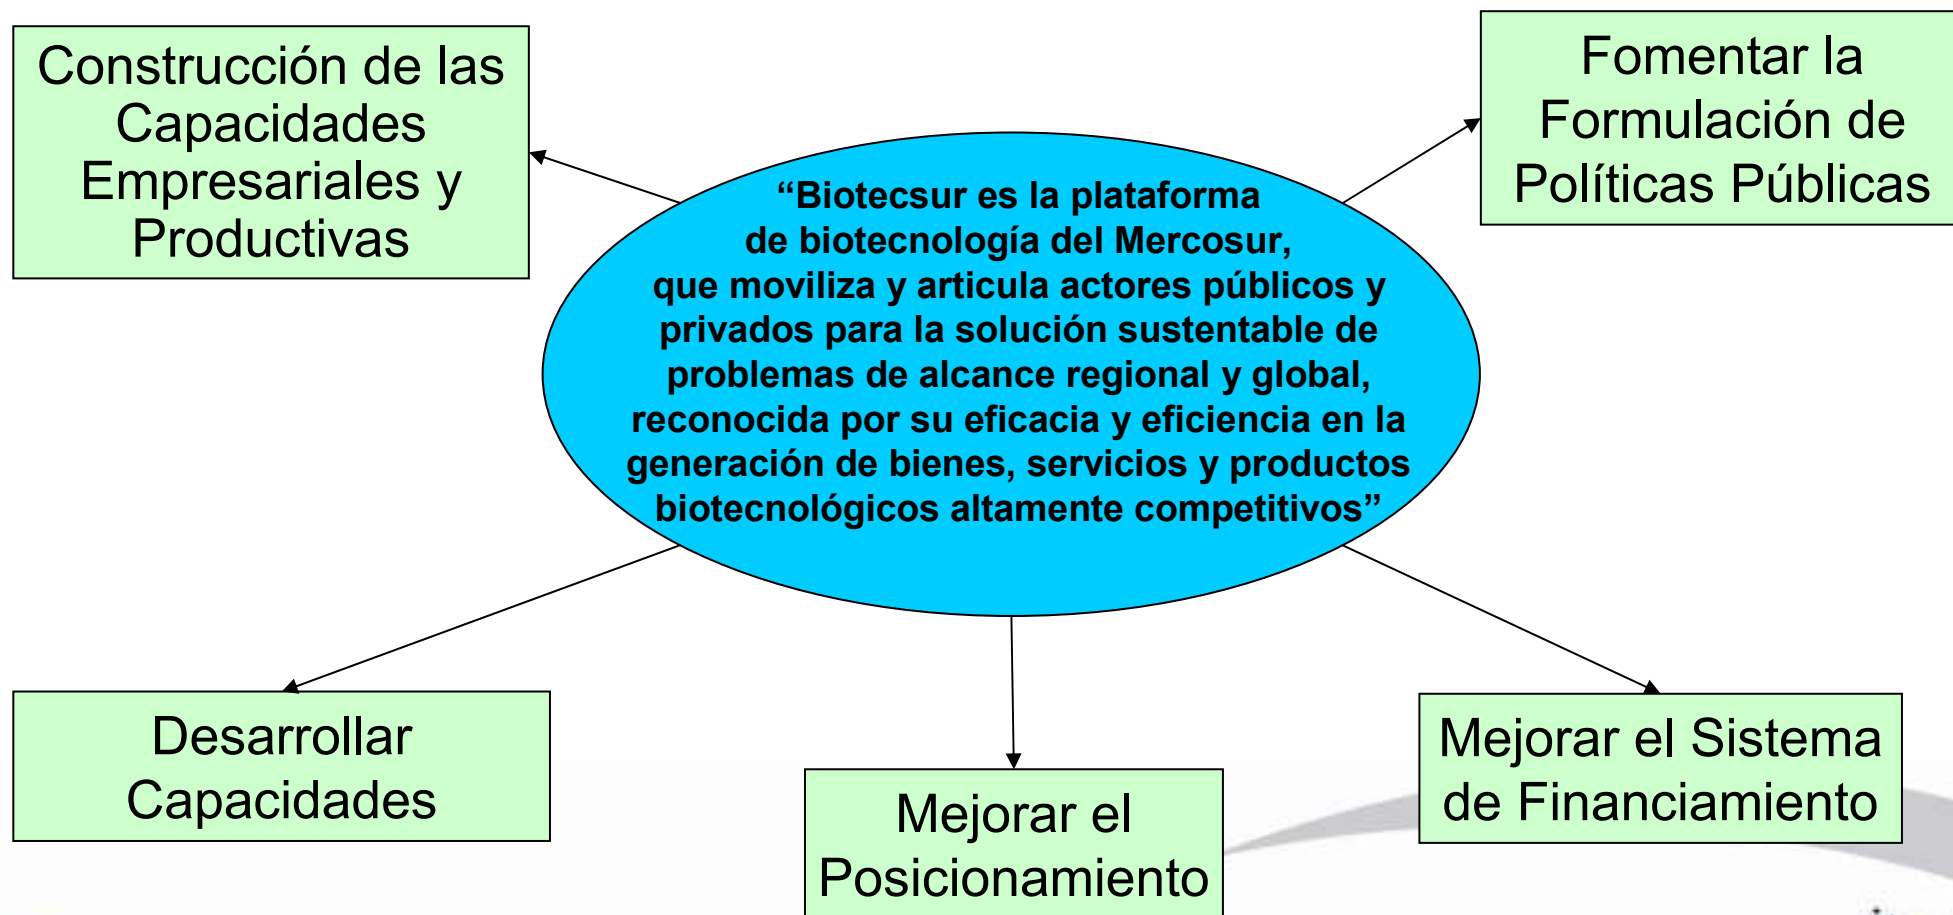 Construcción de las
Capacidades
Empresariales y
Productivas
Fomentar la
Formulación de
Políticas Públicas
“Biotecsur es la plataforma
de biotecnología del Mercosur,
que moviliza y articula actores públicos y
privados para la solución sustentable de
problemas de alcance regional y global,
reconocida por su eficacia y eficiencia en la
generación de bienes, servicios y productos
biotecnológicos altamente competitivos”
Desarrollar
Capacidades
Mejorar el
Posicionamiento
Mejorar el Sistema
de Financiamiento